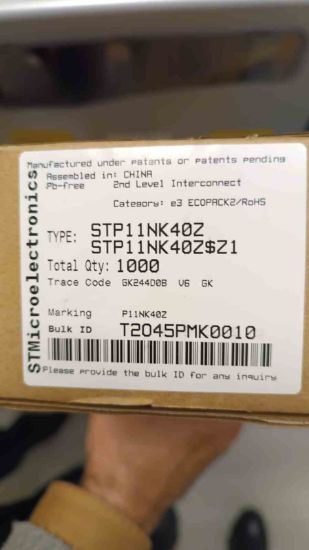 STMicroelectronics
Manufactured under patents or patents pending
Assembled in: CHINA
Pb-free 2nd Level Interconnect
Category: e3 ECOPACK2/RoHS
TYPE: STP11NK40Z
STP11NK40Z$Z1
Total Qty: 1000
Trace Code GK244D0B V6 GK
Marking P11NK40Z
Bulk ID T2045PMK0010
Please provide the bulk ID for any inquiry